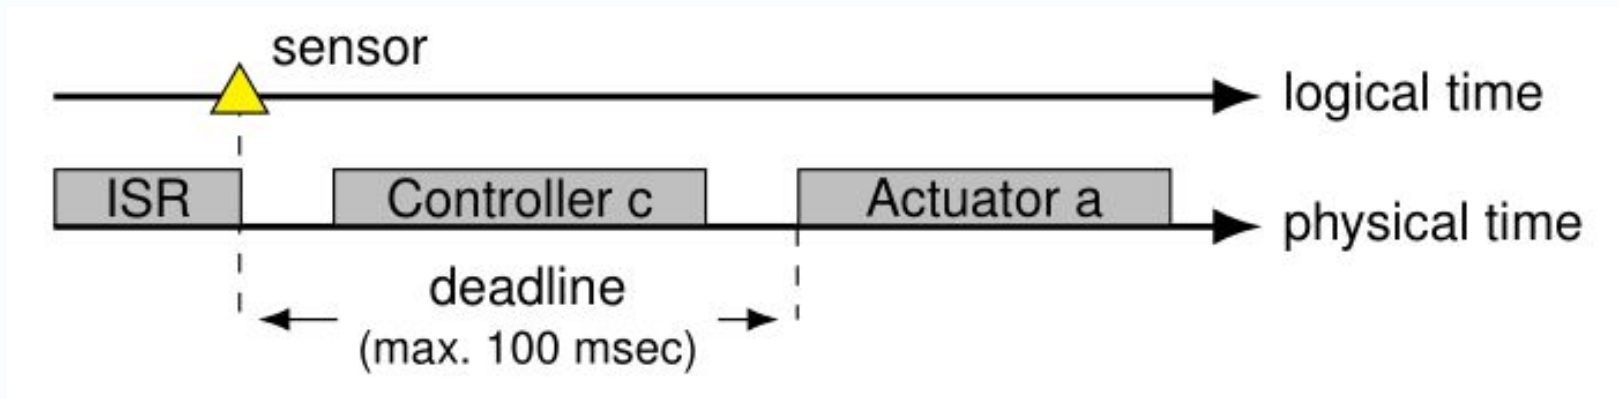 sensor
logical time
ISR
Controller c
Actuator a
physical time
deadline
(max. 100 msec)